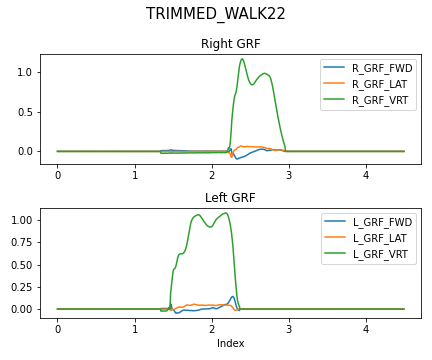 TRIMMED_WALK22
Right GRF
R_GRF_FWD
R_GRF_LAT
R_GRF_VRT
1.0
0.5
0.0
0 1 2 3 4
Left GRF
L_GRF_FWD
L_GRF_LAT
L_GRF_VRT
1.00
0.75
0.50
0.25
0.00
0 1 2 3 4
Index